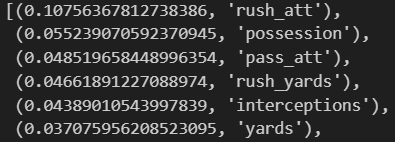 [(0.10756367812738386, 'rush_att'),
(0.055239070592370945, 'possession'),
(0.048519658448996354, 'pass_att'),
(0.04661891227088974, 'rush_yards'),
(0.04389010543997839, 'interceptions'),
(0.037075956208523095, 'yards'),